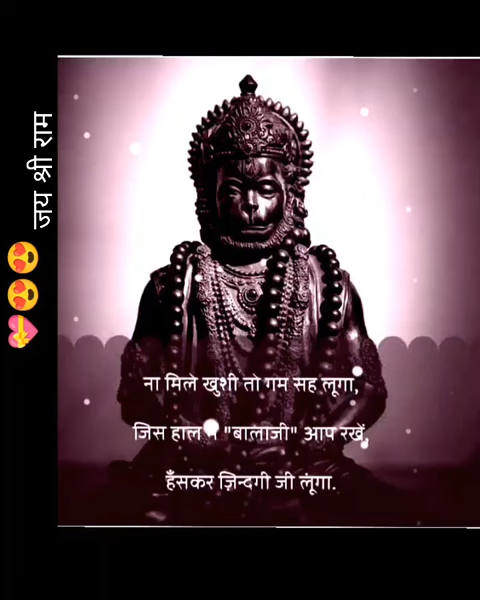 जय श्री राम 😍😍💝
ना मिले खुशी तो गम सह लूगा,
जिस हाल "बालाजी" आप रखें,
हँसकर ज़िन्दगी जी लूंगा.